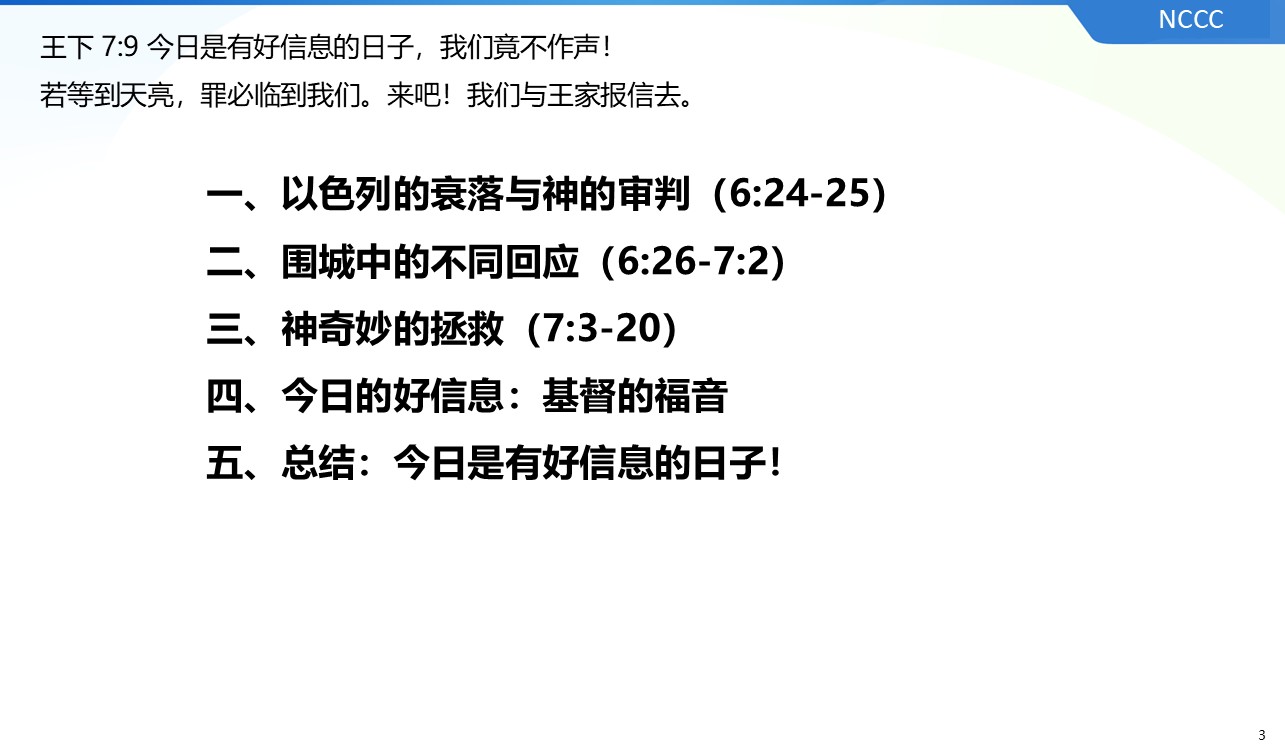 NCCC
王下 7:9 今日是有好信息的日子，我们竟不作声！
若等到天亮，罪必临到我们。来吧！我们与王家报信去。
一、以色列的衰落与神的审判（6:24-25）
二、围城中的不同回应（6:26-7:2）
三、神奇妙的拯救（7:3-20）
四、今日的好信息：基督的福音
五、总结：今日是有好信息的日子！
3